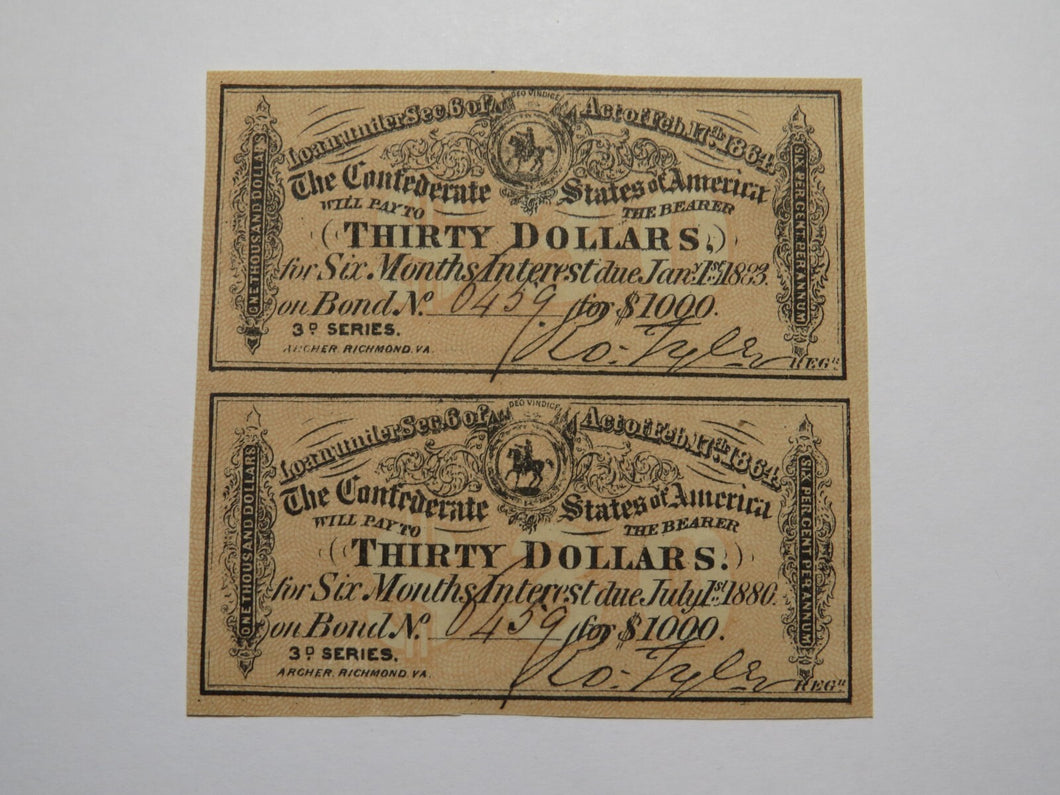 DEO VINDICE
Loan under Sec. 6 of Act of Feb. 17th 1864.
The Confederate States of America
WILL PAY TO THE BEARER
THIRTY DOLLARS,
for Six Months Interest due Jany. 1st 1883.
on Bond No. 0459 for $1000.
3D SERIES.
Ro. Tyler
ARCHER. RICHMOND. VA.
REGR
ONE THOUSAND DOLLARS
SIX PER CENT. PER ANNUM
DEO VINDICE
Loan under Sec. 6 of Act of Feb. 17th 1864.
The Confederate States of America
WILL PAY TO THE BEARER
THIRTY DOLLARS.
for Six Months Interest due July 1st 1880.
on Bond No. 0459 for $1000.
3D SERIES.
Ro. Tyler
ARCHER. RICHMOND. VA.
REGR
ONE THOUSAND DOLLARS
SIX PER CENT PER ANNUM